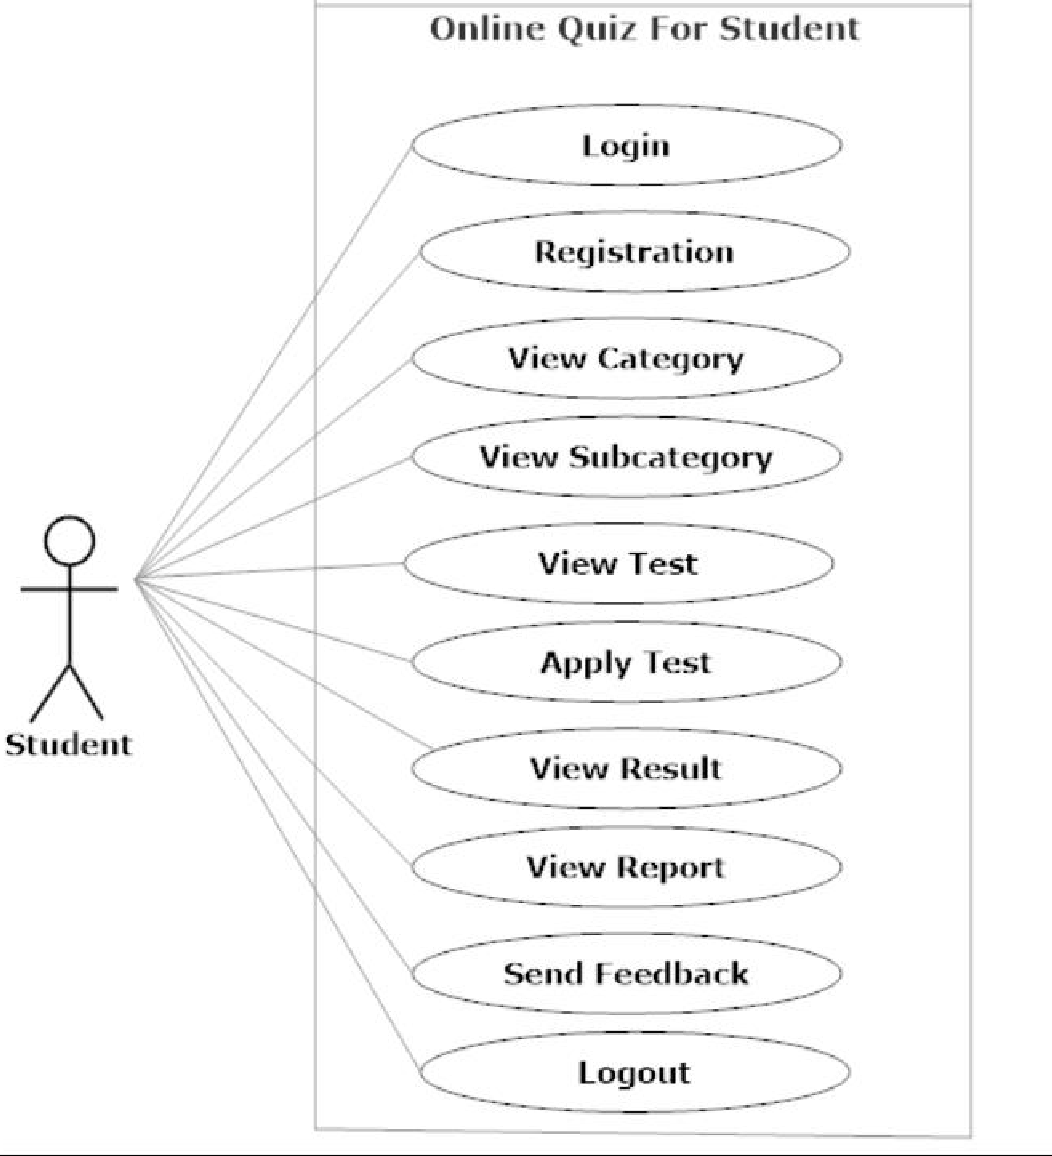 Online Quiz For Student
Login
Registration
View Category
View Subcategory
View Test
Apply Test
View Result
View Report
Send Feedback
Logout
Student